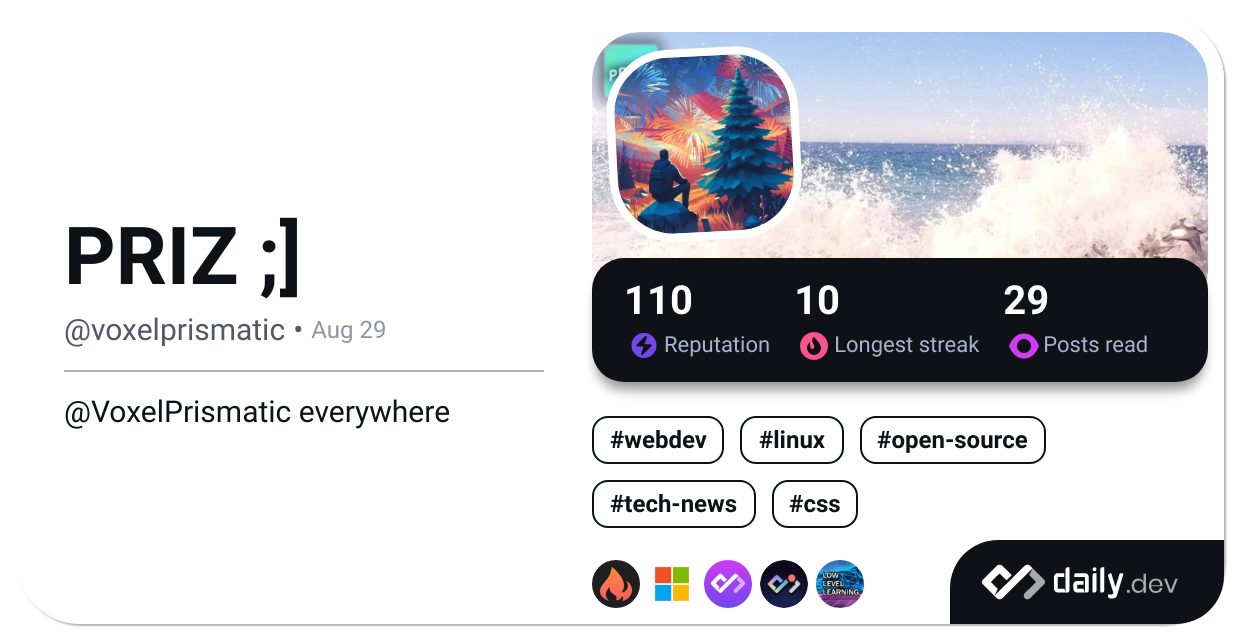 PRIZ ;]
@voxelprismatic • Aug 29
@VoxelPrismatic everywhere
110 10 29
Reputation Longest streak Posts read
#webdev #linux #open-source
#tech-news #css
LOW
LEVEL
LEARNING
daily.dev